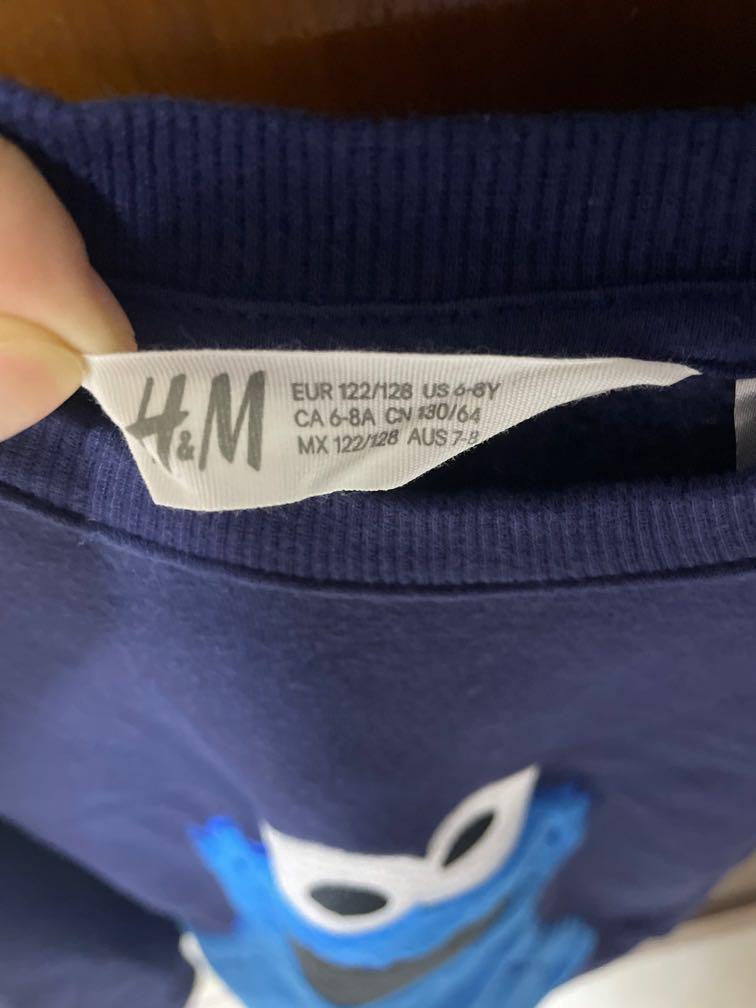 H&M
EUR 122/128 US 6-8Y
CA 6-8A CN 130/64
MX 122/128 AUS 7-8